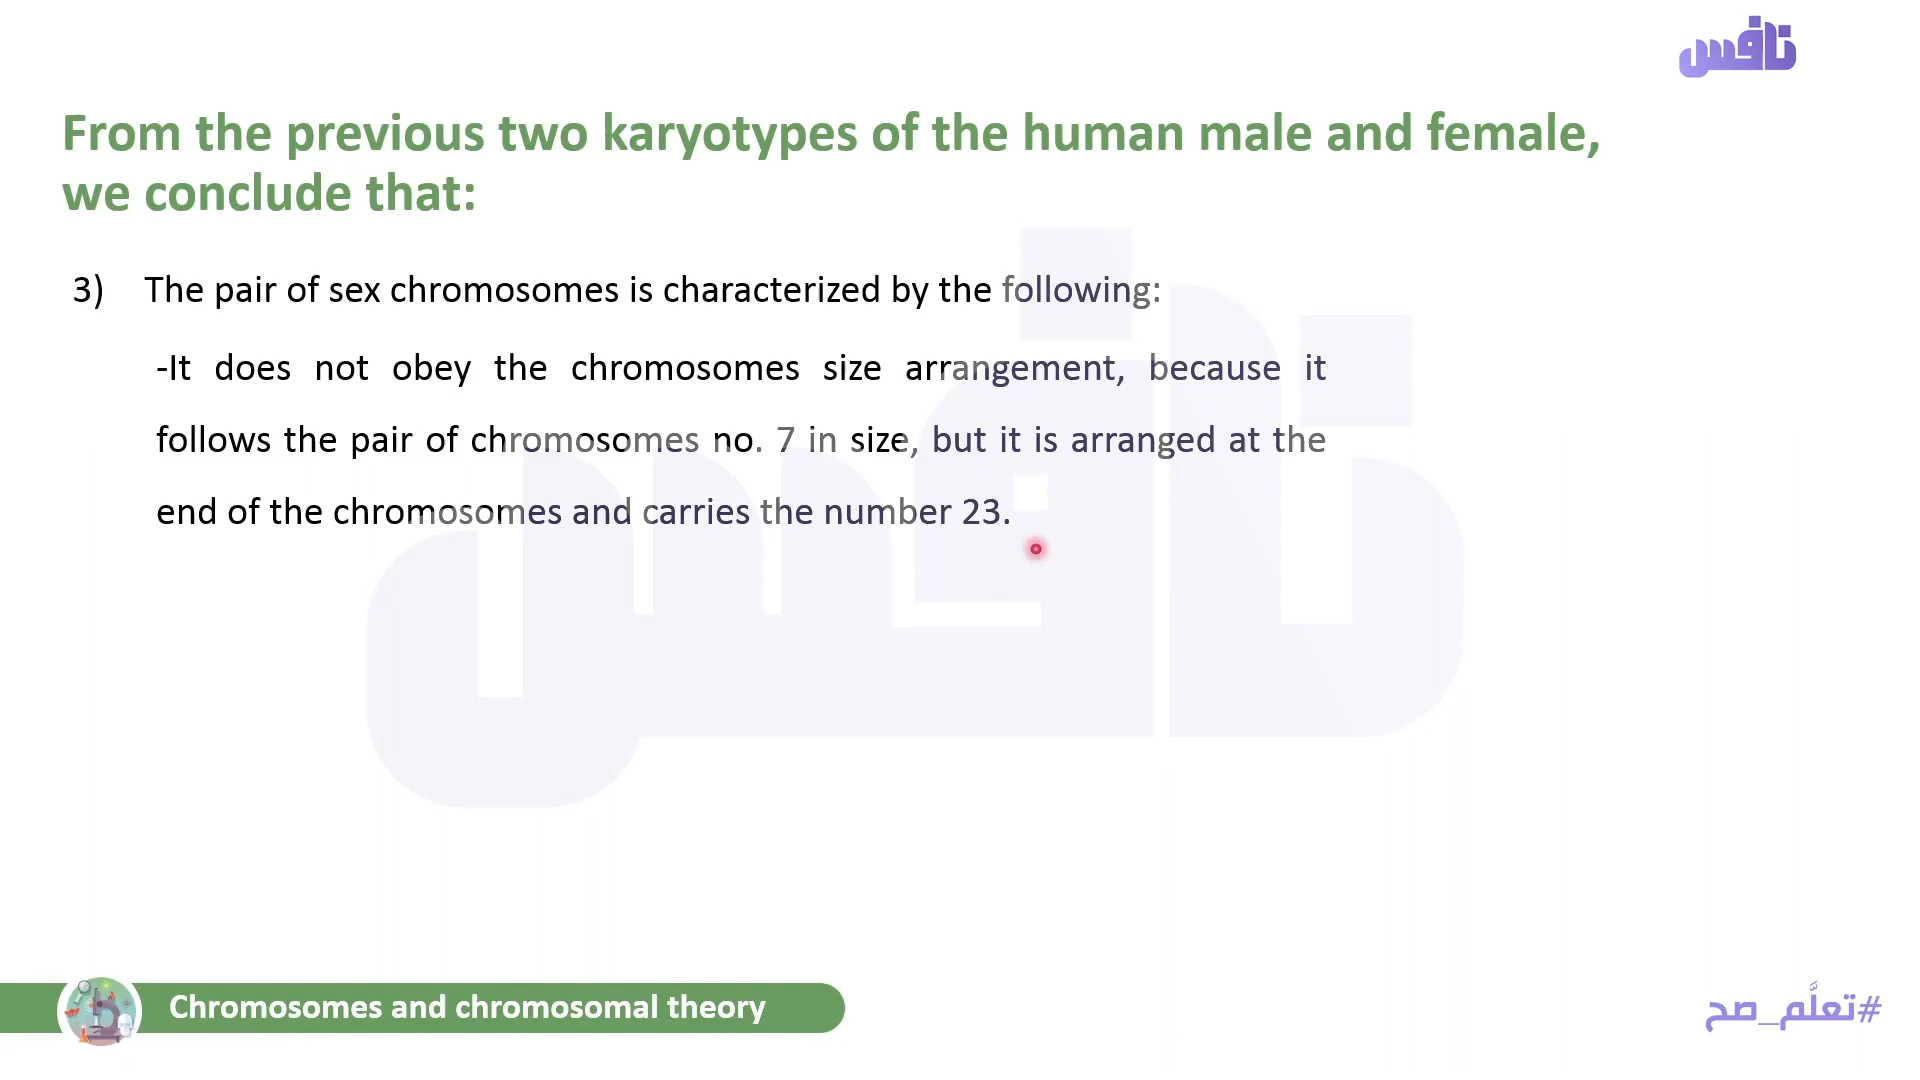 نافس
From the previous two karyotypes of the human male and female,
we conclude that:
3) The pair of sex chromosomes is characterized by the following:
-It does not obey the chromosomes size arrangement, because it
follows the pair of chromosomes no. 7 in size, but it is arranged at the
end of the chromosomes and carries the number 23.
نافس
Chromosomes and chromosomal theory
#تعلَّم_صح